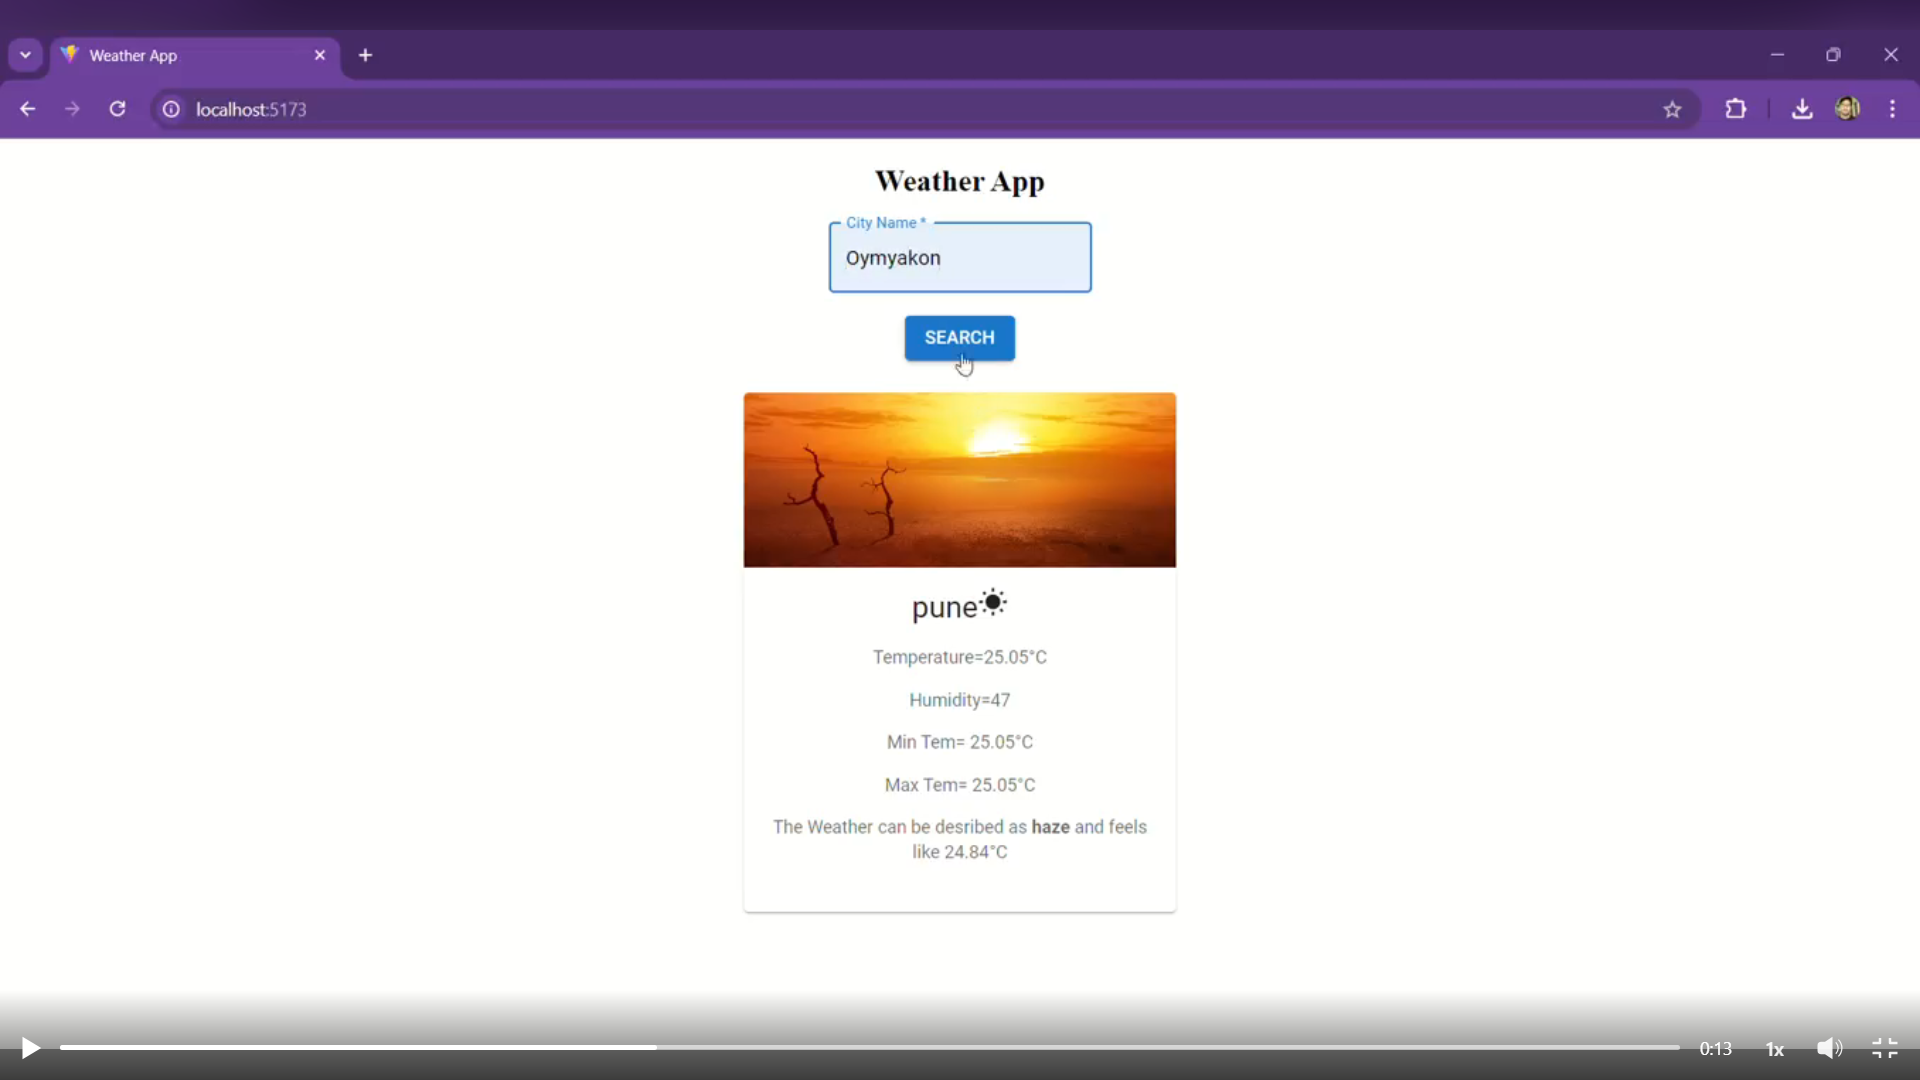 Weather App
localhost:5173
Weather App
City Name *
Oymyakon
SEARCH
pune
Temperature=25.05°C
Humidity=47
Min Tem= 25.05°C
Max Tem= 25.05°C
The Weather can be desribed as haze and feels
like 24.84°C
0:13 1x